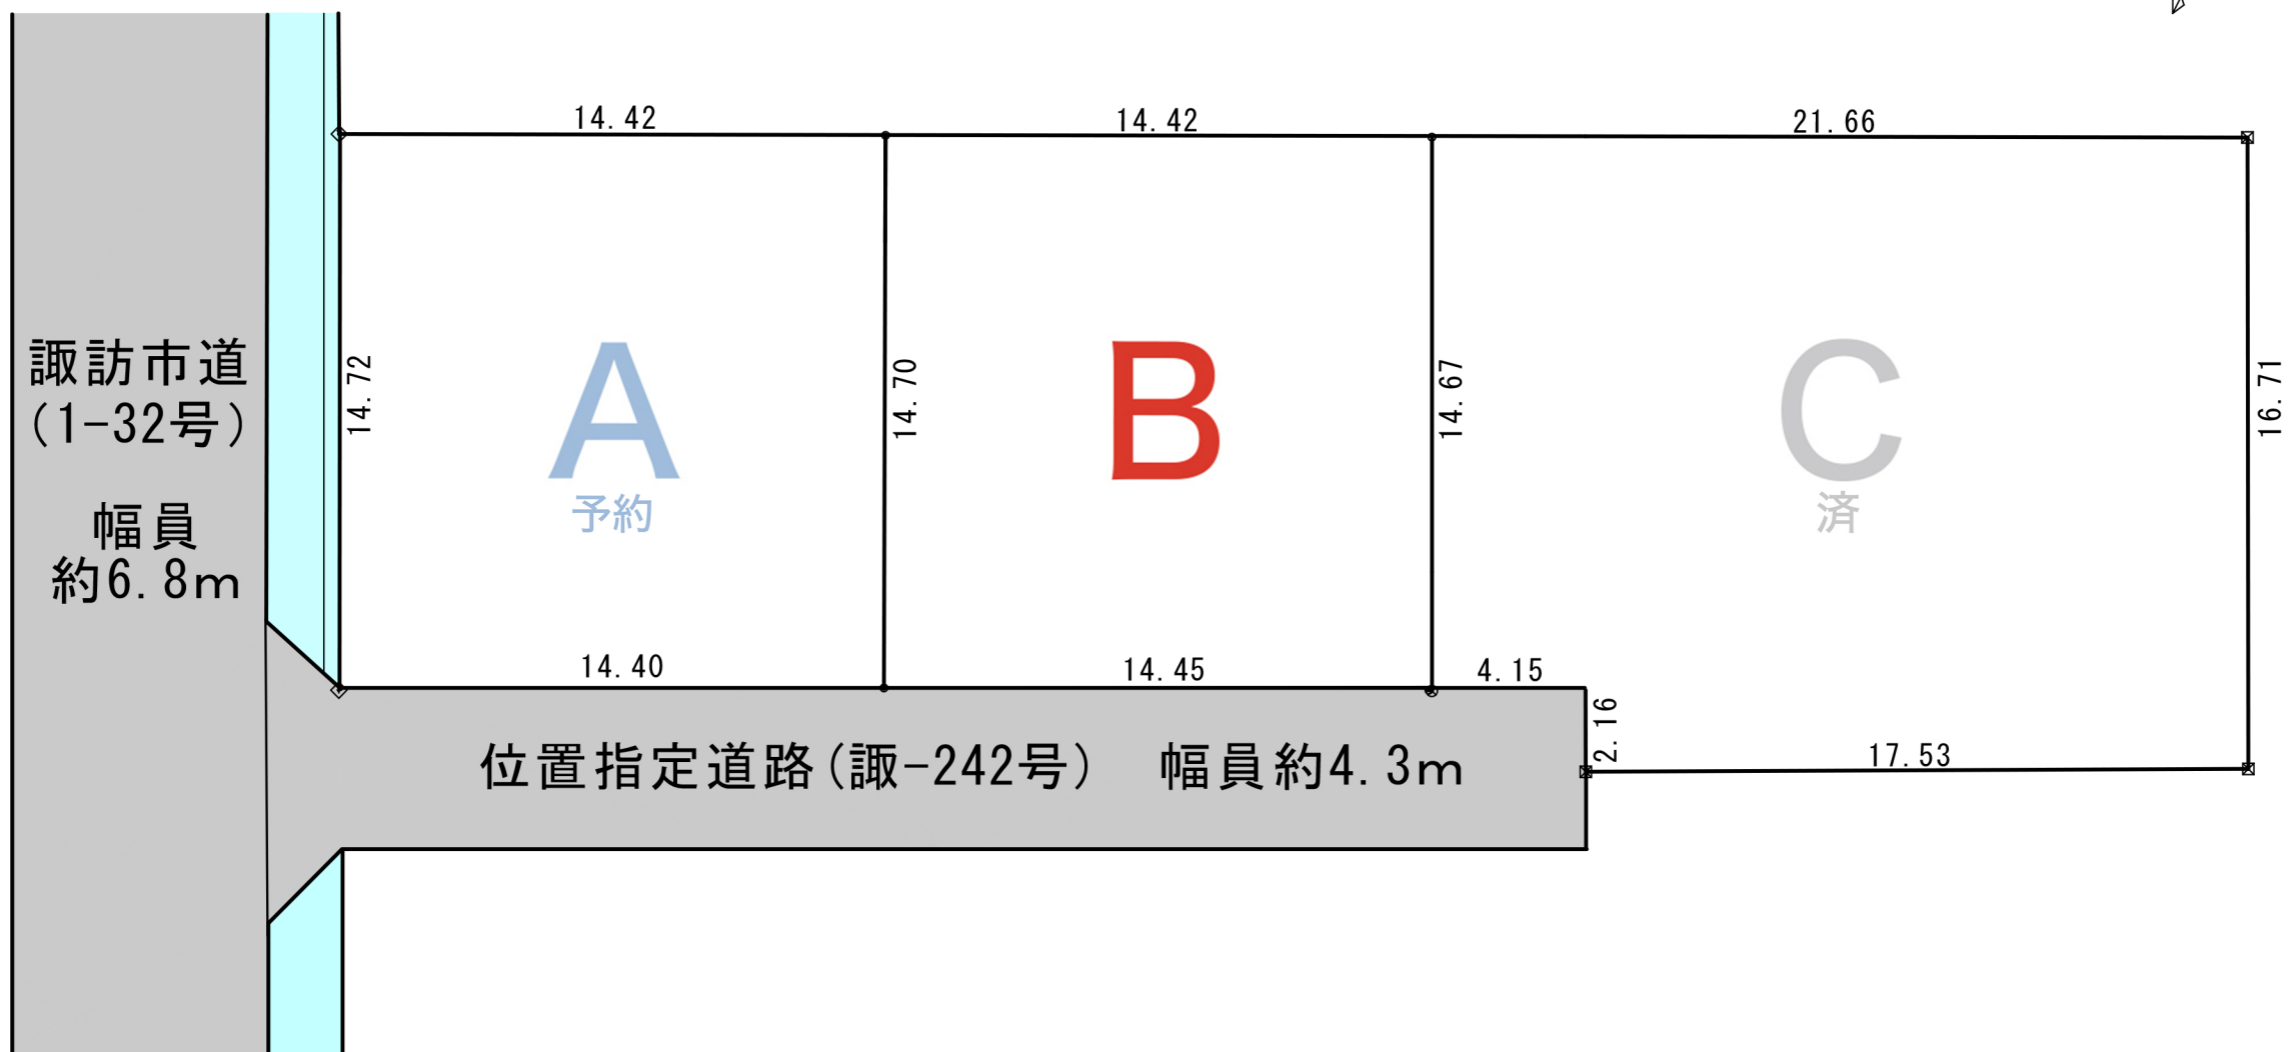 14.42
14.42
21.66
諏訪市道
(1-32号)
幅員
約6.8m
14.72
A
予約
14.70
B
14.67
C
済
16.71
14.40
14.45
4.15
2.16
17.53
位置指定道路(諏-242号) 幅員約4.3m